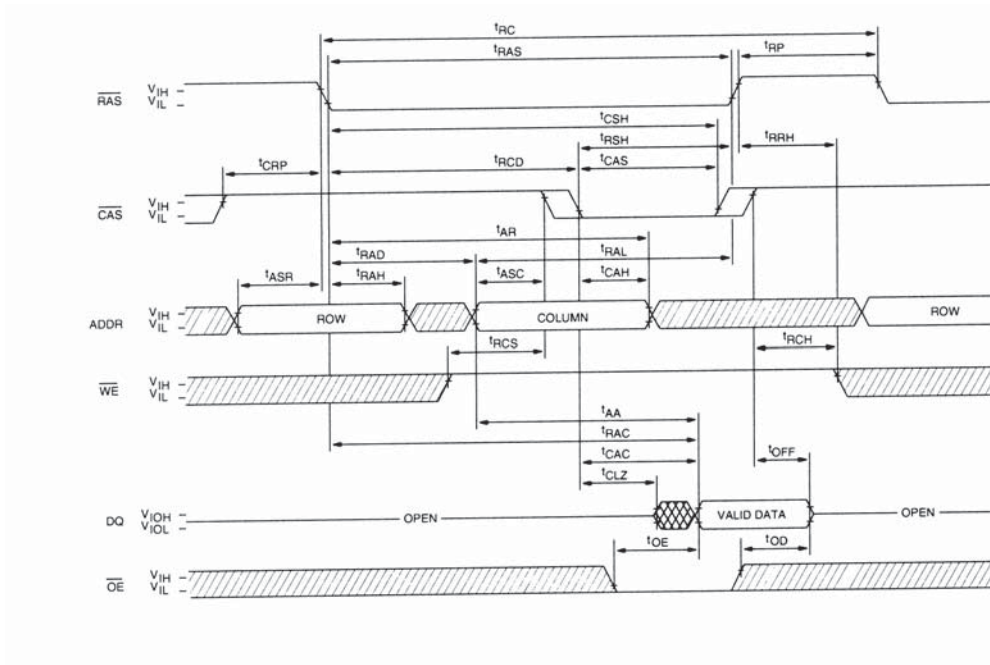 tRC
tRAS
tRP
RAS
VIH
VIL
tCSH
tRSH
tRRH
tCRP
tRCD
tCAS
CAS
VIH
VIL
tAR
tRAD
tRAL
tASR
tRAH
tASC
tCAH
ADDR
VIH
VIL
ROW
COLUMN
ROW
tRCS
tRCH
WE
VIH
VIL
tAA
tRAC
tCAC
tOFF
tCLZ
DQ
VIOH
VIOL
OPEN
VALID DATA
OPEN
tOE
tOD
OE
VIH
VIL